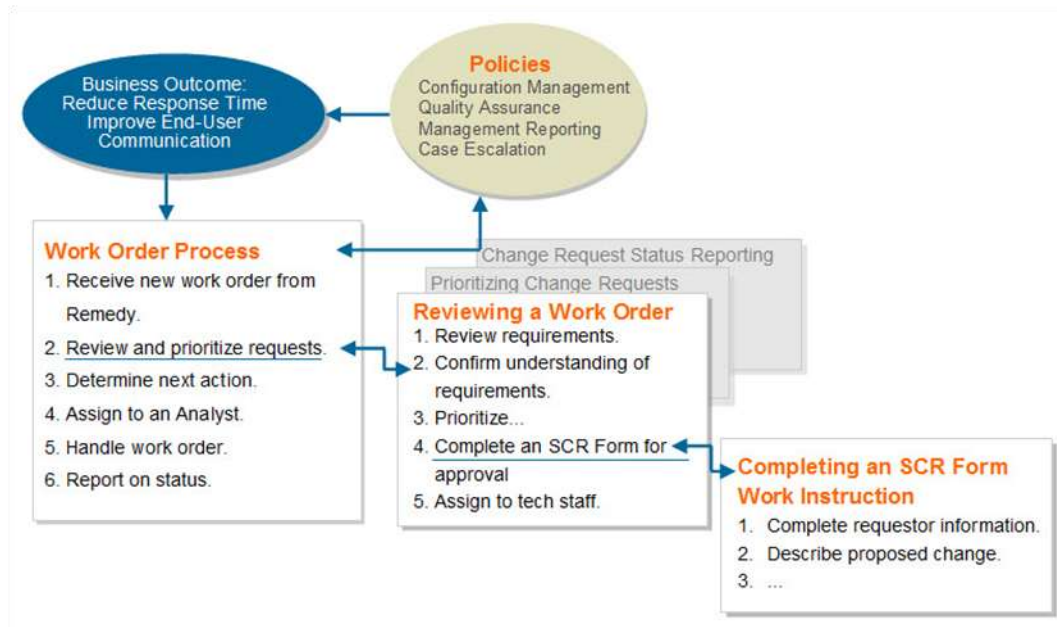 Business Outcome:
Reduce Response Time
Improve End-User
Communication
Policies
Configuration Management
Quality Assurance
Management Reporting
Case Escalation
Work Order Process
1. Receive new work order from
Remedy.
2. Review and prioritize requests.
3. Determine next action.
4. Assign to an Analyst.
5. Handle work order.
6. Report on status.
Change Request Status Reporting
Prioritizing Change Requests
Reviewing a Work Order
1. Review requirements.
2. Confirm understanding of
requirements.
3. Prioritize...
4. Complete an SCR Form for
approval
5. Assign to tech staff.
Completing an SCR Form
Work Instruction
1. Complete requestor information.
2. Describe proposed change.
3. ...